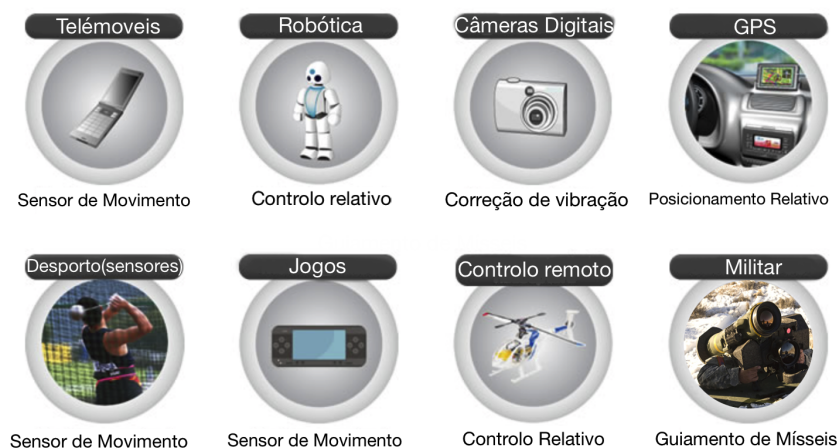 Telémoveis
Robótica
Câmeras Digitais
GPS
Sensor de Movimento
Controlo relativo
Correção de vibração
Posicionamento Relativo
Desporto(sensores)
Jogos
Controlo remoto
Militar
Sensor de Movimento
Sensor de Movimento
Controlo Relativo
Guiamento de Mísseis